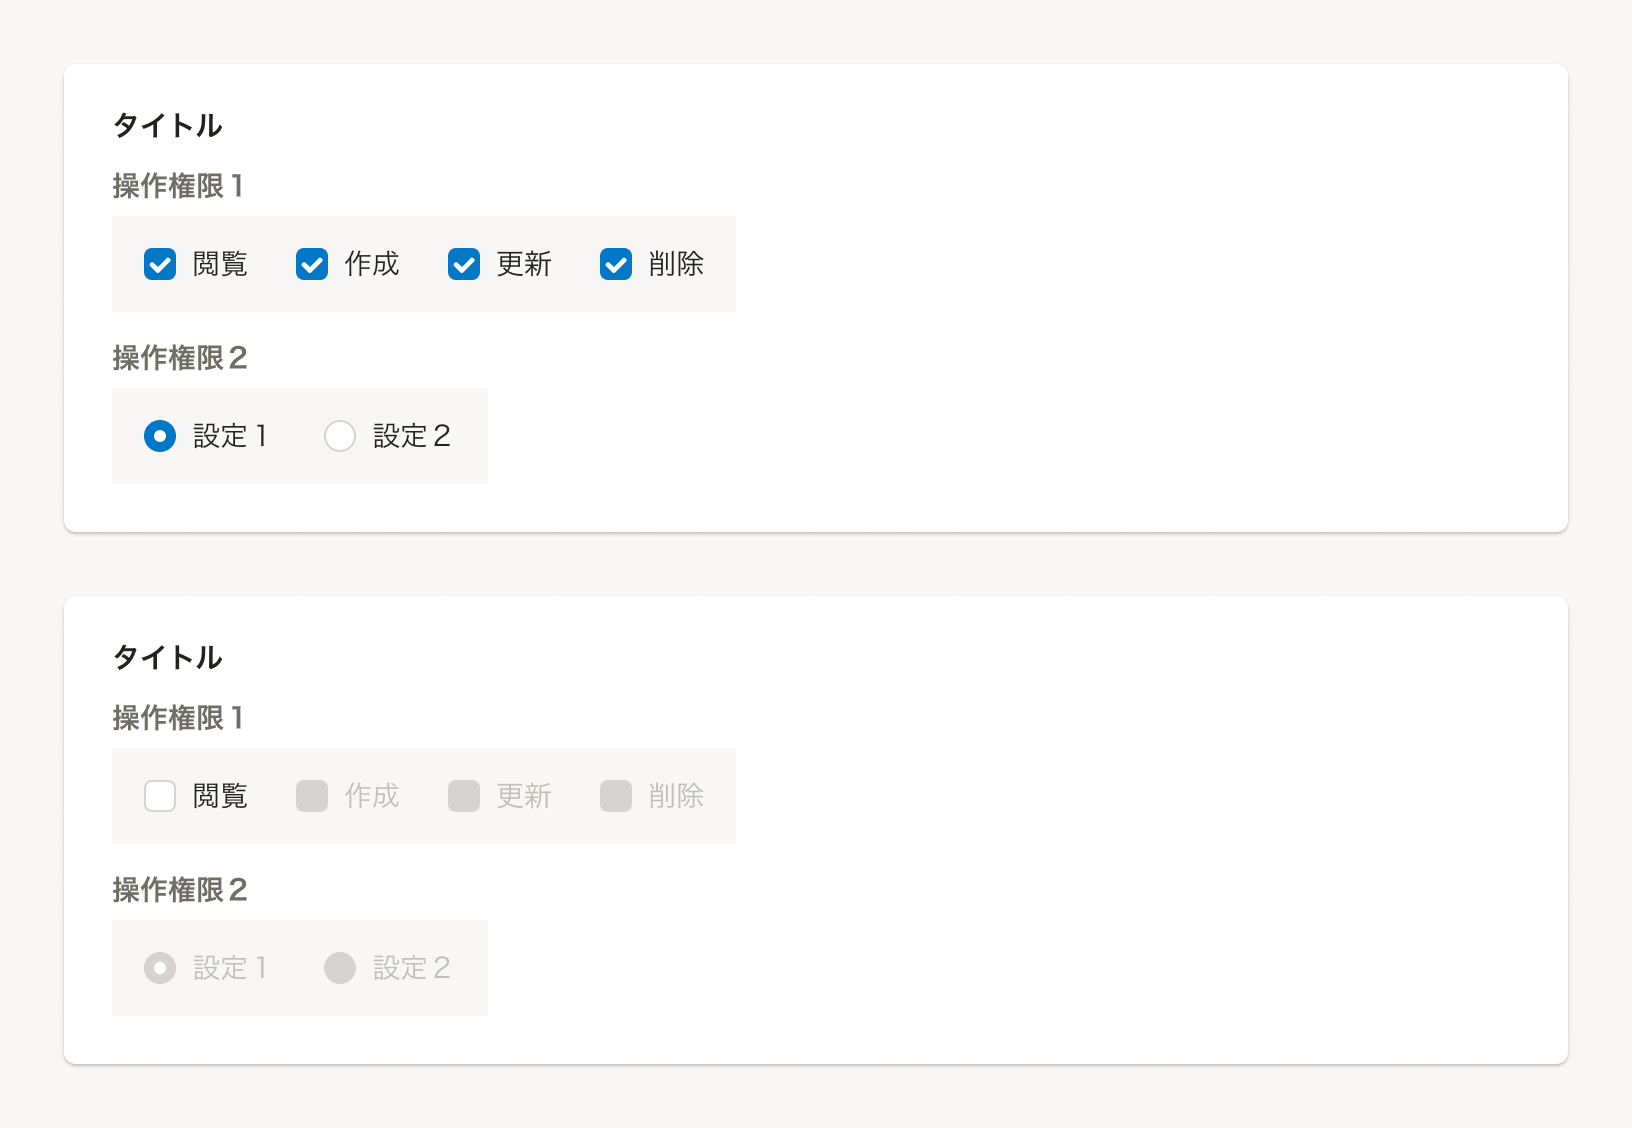 タイトル
操作権限1
閲覧 作成 更新 削除
操作権限2
設定1 設定2
タイトル
操作権限1
閲覧 作成 更新 削除
操作権限2
設定1 設定2